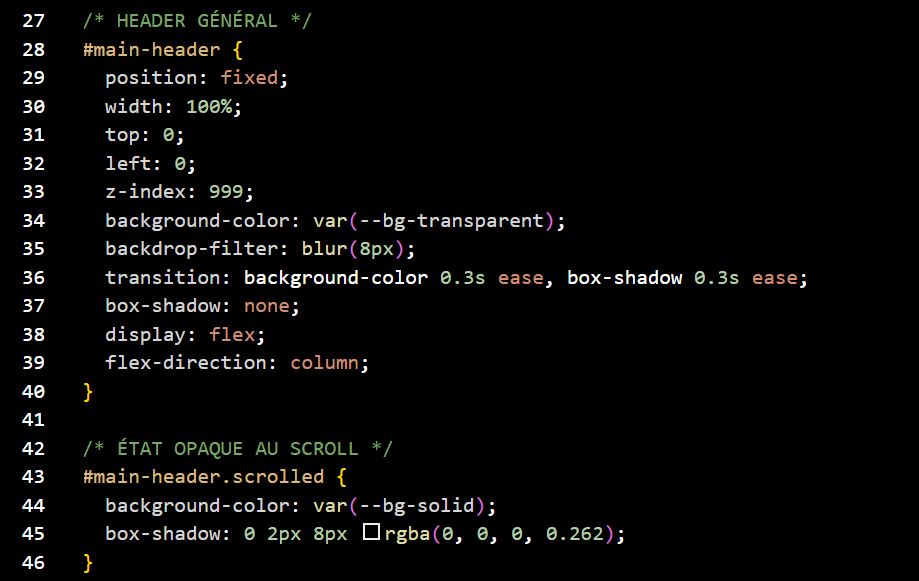 27 /* HEADER GÉNÉRAL */
28 #main-header {
29 position: fixed;
30 width: 100%;
31 top: 0;
32 left: 0;
33 z-index: 999;
34 background-color: var(--bg-transparent);
35 backdrop-filter: blur(8px);
36 transition: background-color 0.3s ease, box-shadow 0.3s ease;
37 box-shadow: none;
38 display: flex;
39 flex-direction: column;
40 }
41
42 /* ÉTAT OPAQUE AU SCROLL */
43 #main-header.scrolled {
44 background-color: var(--bg-solid);
45 box-shadow: 0 2px 8px rgba(0, 0, 0, 0.262);
46 }